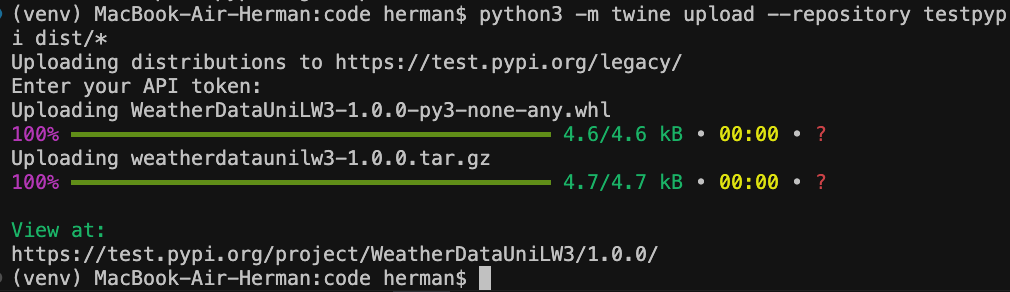 (venv) MacBook-Air-Herman:code herman$ python3 -m twine upload --repository testpyp
i dist/*
Uploading distributions to https://test.pypi.org/legacy/
Enter your API token:
Uploading WeatherDataUniLW3-1.0.0-py3-none-any.whl
100% 4.6/4.6 kB • 00:00 • ?
Uploading weatherdataunilw3-1.0.0.tar.gz
100% 4.7/4.7 kB • 00:00 • ?
View at:
https://test.pypi.org/project/WeatherDataUniLW3/1.0.0/
(venv) MacBook-Air-Herman:code herman$